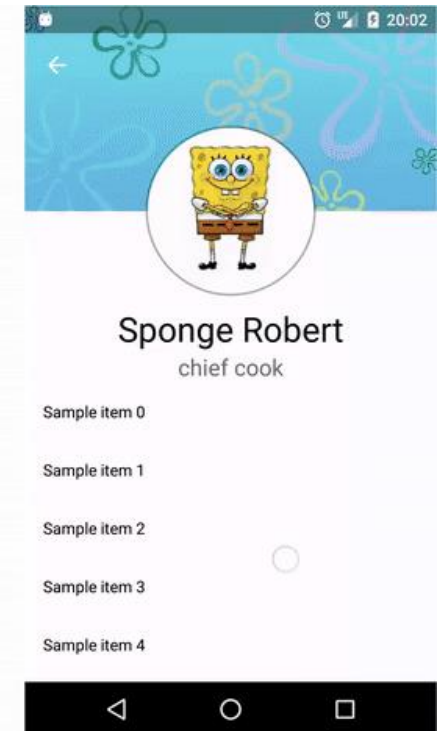 LTE 20:02
Sponge Robert
chief cook
Sample item 0
Sample item 1
Sample item 2
Sample item 3
Sample item 4